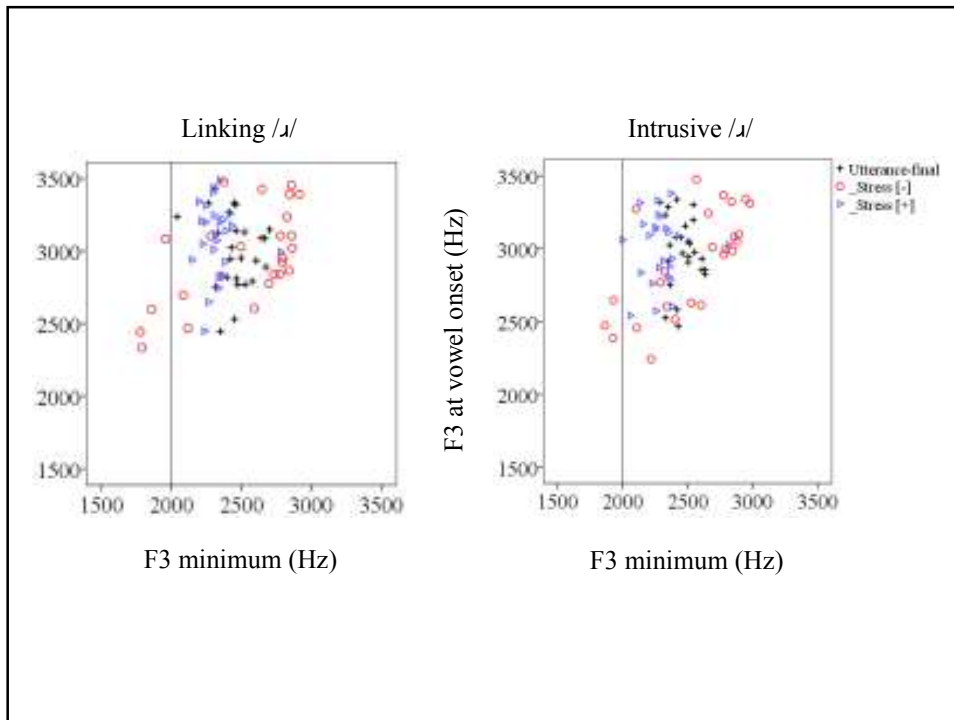 Linking /ɹ/
3500
3000
2500
2000
1500
1500 2000 2500 3000 3500
F3 minimum (Hz)
Intrusive /ɹ/
F3 at vowel onset (Hz)
3500
3000
2500
2000
1500
1500 2000 2500 3000 3500
F3 minimum (Hz)
Utterance-final
_Stress [-]
_Stress [+]